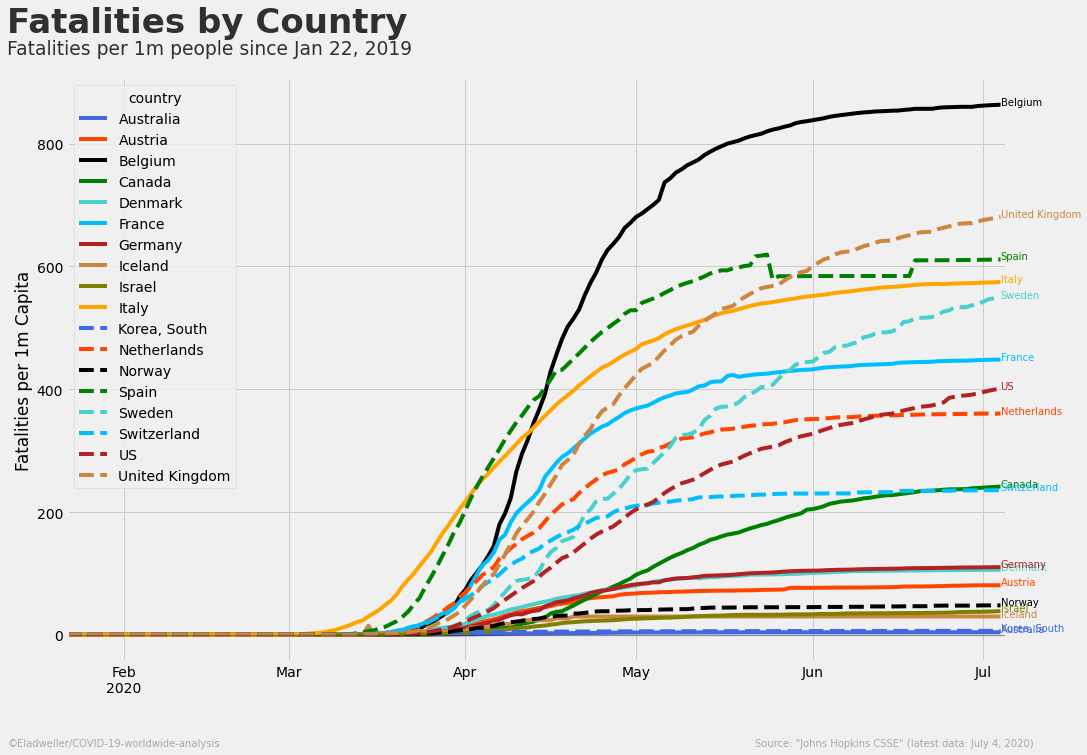 Fatalities by Country
Fatalities per 1m people since Jan 22, 2019
Fatalities per 1m Capita
800
600
400
200
0
country
Australia
Austria
Belgium
Canada
Denmark
France
Germany
Iceland
Israel
Italy
Korea, South
Netherlands
Norway
Spain
Sweden
Switzerland
US
United Kingdom
Belgium
United Kingdom
Spain
Italy
Sweden
France
US
Netherlands
Canada
Switzerland
Germany
Denmark
Austria
Norway
Israel
Iceland
Korea, South
Australia
Feb
2020
Mar
Apr
May
Jun
Jul
©Eladweller/COVID-19-worldwide-analysis
Source: "Johns Hopkins CSSE" (latest data: July 4, 2020)